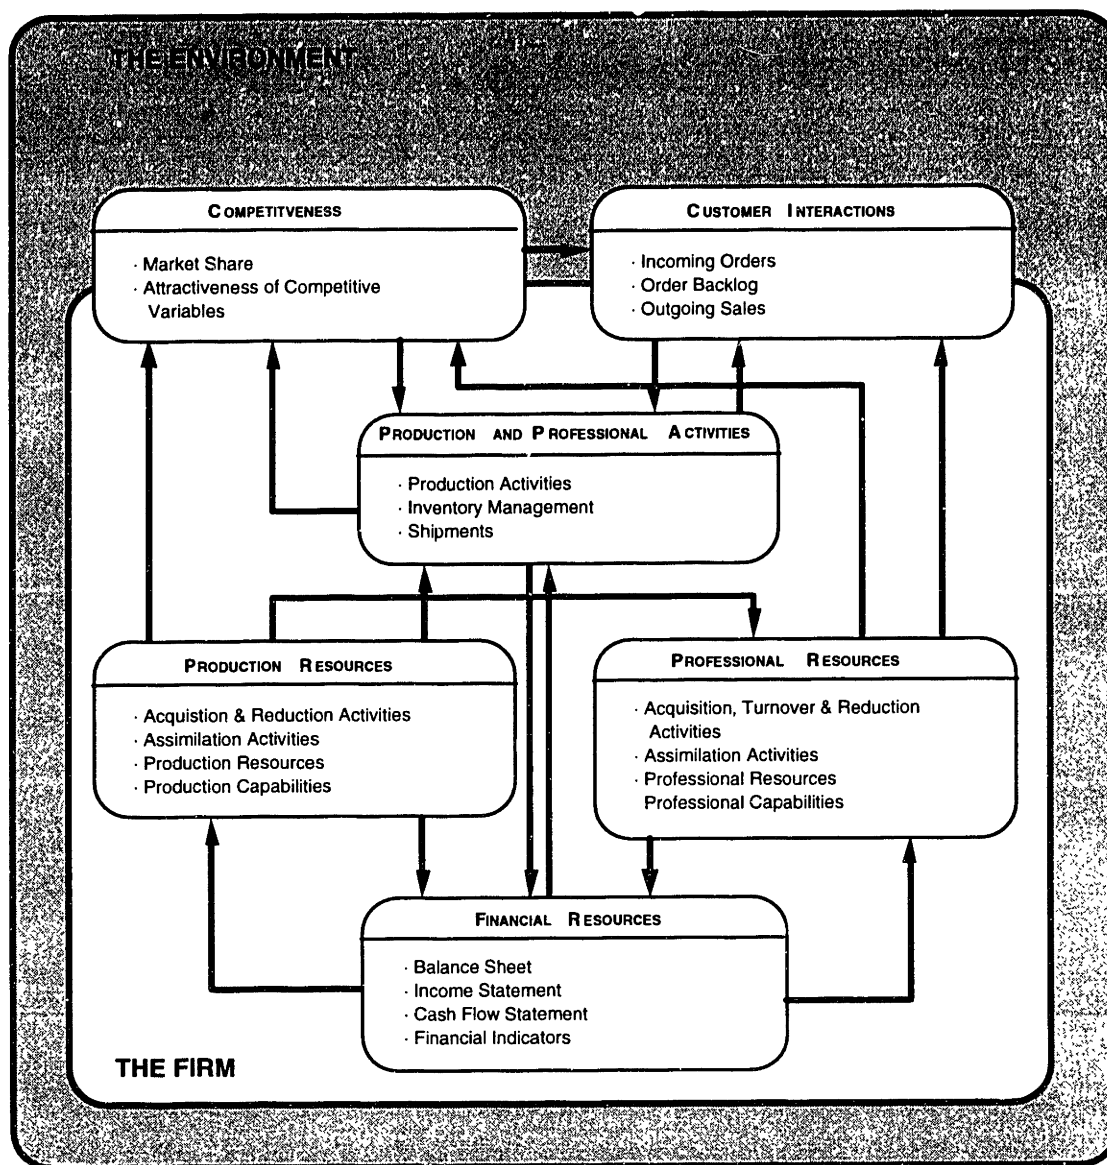 THE ENVIRONMENT
COMPETITVENESS
· Market Share
· Attractiveness of Competitive
Variables
CUSTOMER INTERACTIONS
· Incoming Orders
· Order Backlog
· Outgoing Sales
PRODUCTION AND PROFESSIONAL ACTIVITIES
· Production Activities
· Inventory Management
· Shipments
PRODUCTION RESOURCES
· Acquistion & Reduction Activities
· Assimilation Activities
· Production Resources
· Production Capabilities
PROFESSIONAL RESOURCES
· Acquisition, Turnover & Reduction
Activities
· Assimilation Activities
· Professional Resources
Professional Capabilities
FINANCIAL RESOURCES
· Balance Sheet
· Income Statement
· Cash Flow Statement
· Financial Indicators
THE FIRM